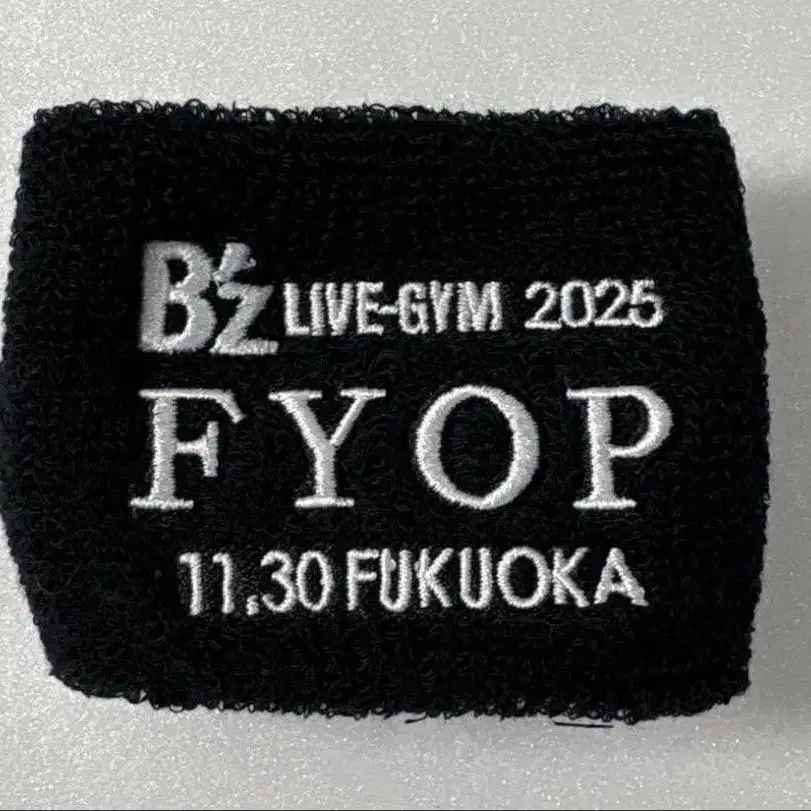 B'z LIVE-GYM 2025
FYOP
11.30 FUKUOKA